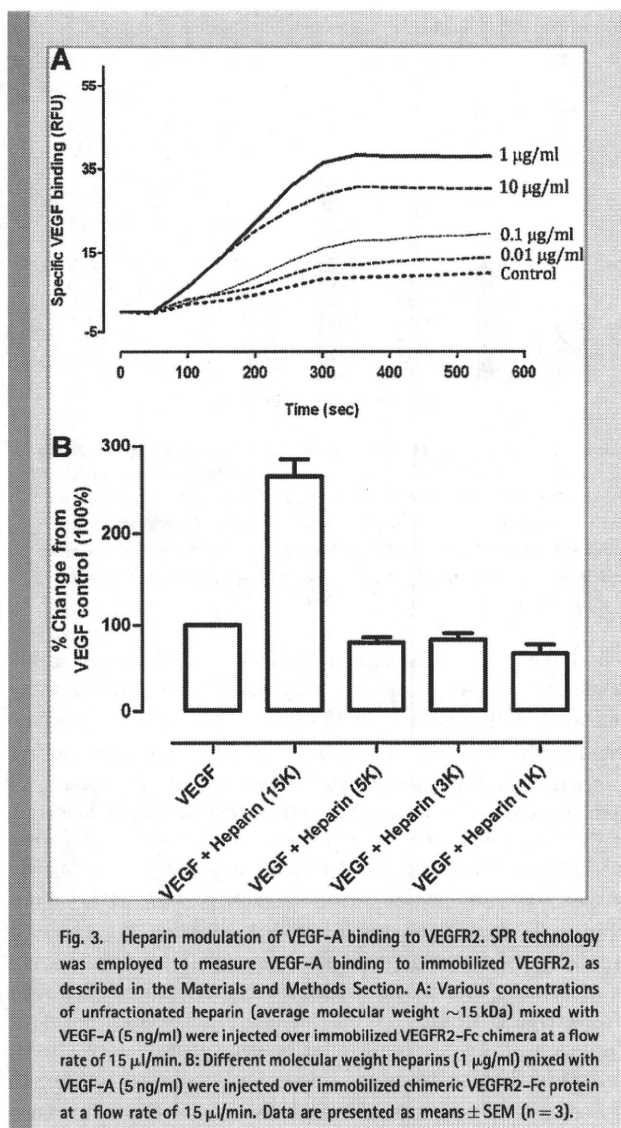 A
55
35
15
-5
Specific VEGF binding (RFU)
1 µg/ml
10 µg/ml
0.1 µg/ml
0.01 µg/ml
Control
0 100 200 300 400 500 600
Time (sec)
B
300
200
100
0
% Change from
VEGF control (100%)
VEGF
VEGF + Heparin (15K)
VEGF + Heparin (5K)
VEGF + Heparin (3K)
VEGF + Heparin (1K)
Fig. 3. Heparin modulation of VEGF-A binding to VEGFR2. SPR technology
was employed to measure VEGF-A binding to immobilized VEGFR2, as
described in the Materials and Methods Section. A: Various concentrations
of unfractionated heparin (average molecular weight ∼15 kDa) mixed with
VEGF-A (5 ng/ml) were injected over immobilized VEGFR2-Fc chimera at a flow
rate of 15 µl/min. B: Different molecular weight heparins (1 µg/ml) mixed with
VEGF-A (5 ng/ml) were injected over immobilized chimeric VEGFR2-Fc protein
at a flow rate of 15 µl/min. Data are presented as means ± SEM (n = 3).